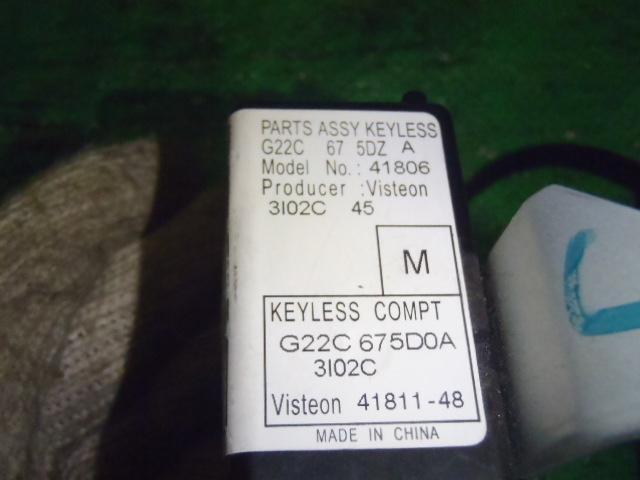 PARTS ASSY KEYLESS
G22C 67 5DZ A
Model No.: 41806
Producer :Visteon
3I02C 45
M
KEYLESS COMPT
G22C 675D0A
3I02C
Visteon 41811-48
MADE IN CHINA